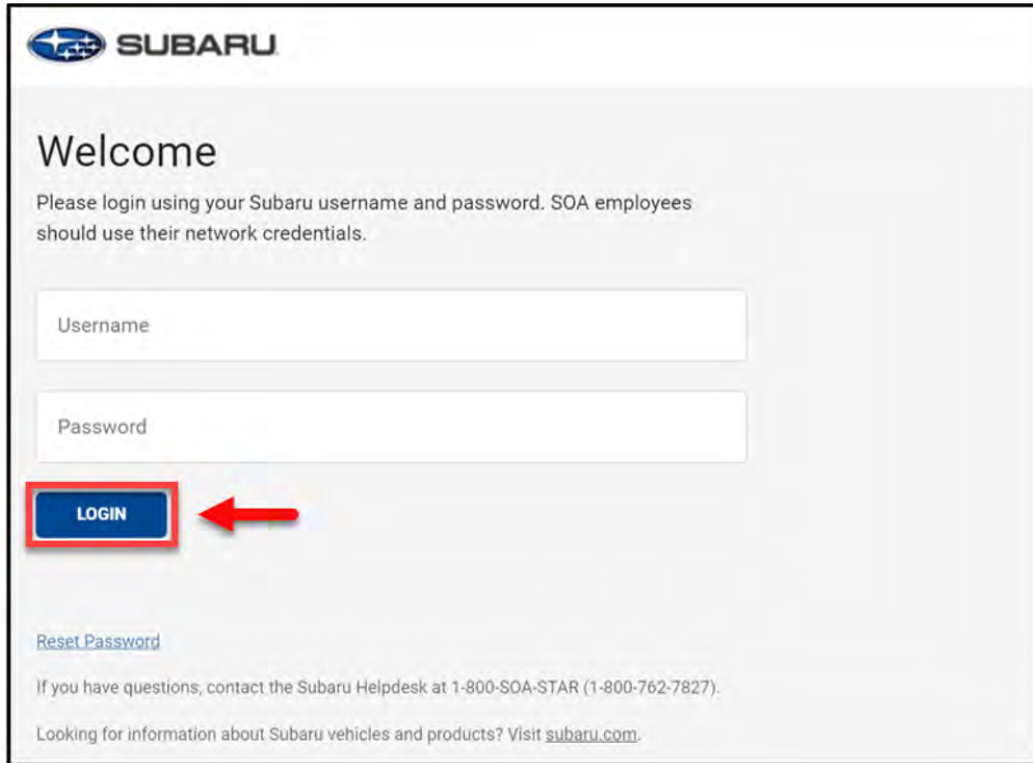 SUBARU
Welcome
Please login using your Subaru username and password. SOA employees
should use their network credentials.
Username
Password
LOGIN
Reset Password
If you have questions, contact the Subaru Helpdesk at 1-800-SOA-STAR (1-800-762-7827).
Looking for information about Subaru vehicles and products? Visit subaru.com.